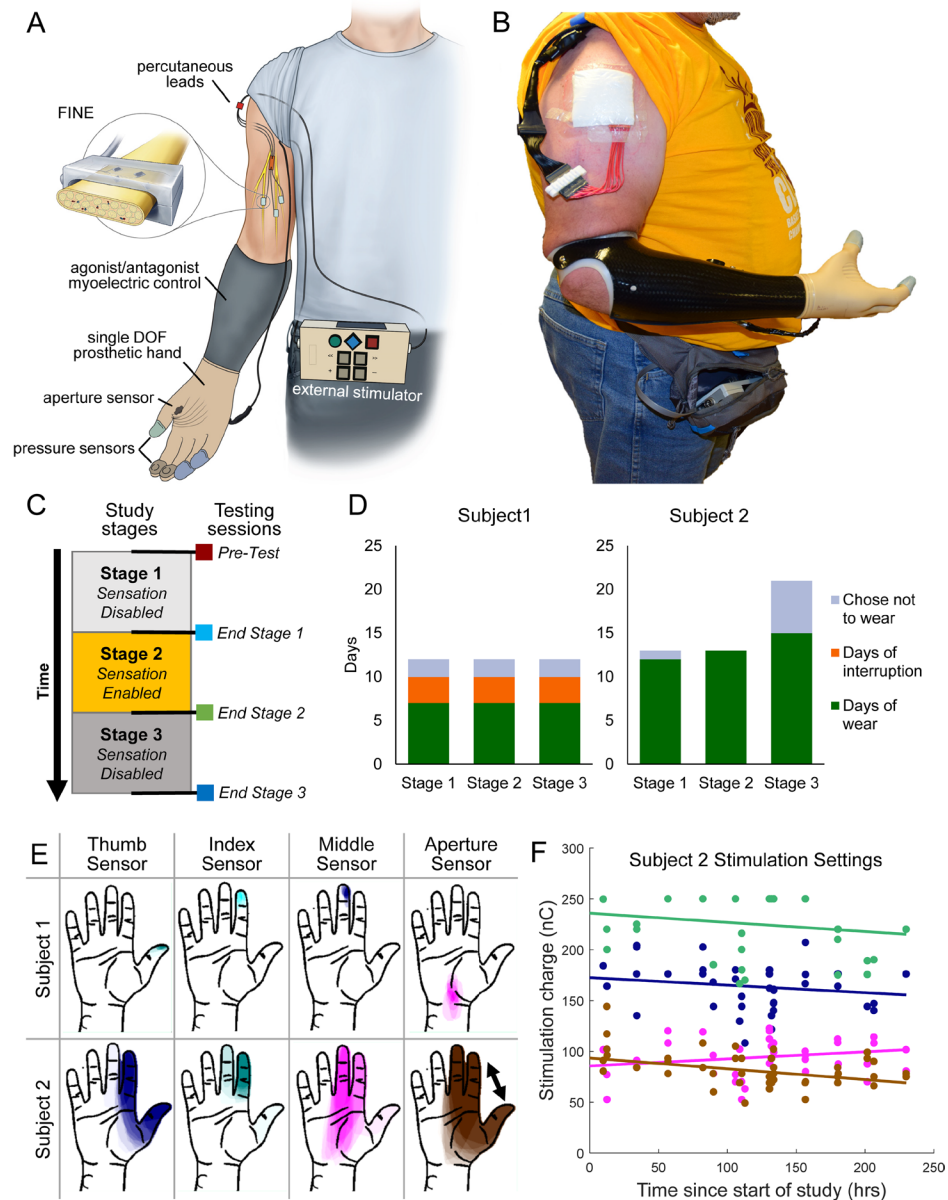 A
percutaneous
leads
FINE
agonist/antagonist
myoelectric control
single DOF
prosthetic hand
aperture sensor
pressure sensors
<<
>>
+
−
external stimulator
B
C
Study
stages
Testing
sessions
Time
Stage 1
Sensation
Disabled
Stage 2
Sensation
Enabled
Stage 3
Sensation
Disabled
Pre-Test
End Stage 1
End Stage 2
End Stage 3
D
Subject1
Subject 2
Days
25
20
15
10
5
0
Stage 1 Stage 2 Stage 3
25
20
15
10
5
0
Stage 1 Stage 2 Stage 3
Chose not
to wear
Days of
interruption
Days of
wear
E
Thumb
Sensor
Index
Sensor
Middle
Sensor
Aperture
Sensor
Subject 1
Subject 2
F
Subject 2 Stimulation Settings
Stimulation charge (nC)
300
250
200
150
100
50
0
0 50 100 150 200 250
Time since start of study (hrs)